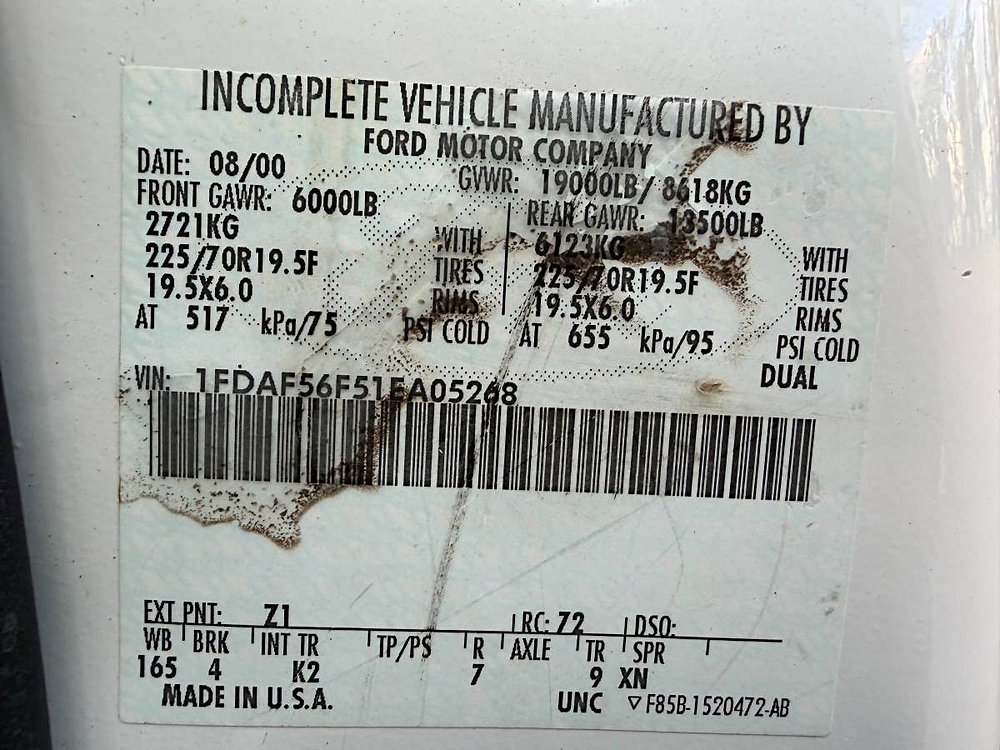 INCOMPLETE VEHICLE MANUFACTURED BY
FORD MOTOR COMPANY
DATE: 08/00 GVWR: 19000LB/ 8618KG
FRONT GAWR: 6000LB REAR GAWR: 13500LB
2721KG WITH 6123KG WITH
225/70R19.5F TIRES 225/70R19.5F TIRES
19.5X6.0 RIMS 19.5X6.0 RIMS
AT 517 kPa/75 PSI COLD AT 655 kPa/95 PSI COLD
DUAL
VIN: 1FDAF56F51EA05268
EXT PNT: Z1 RC: 72 DSO:
WB BRK INT TR TP/PS R AXLE TR SPR
165 4 K2 7 9 XN
MADE IN U.S.A. UNC ▽ F85B-1520472-AB